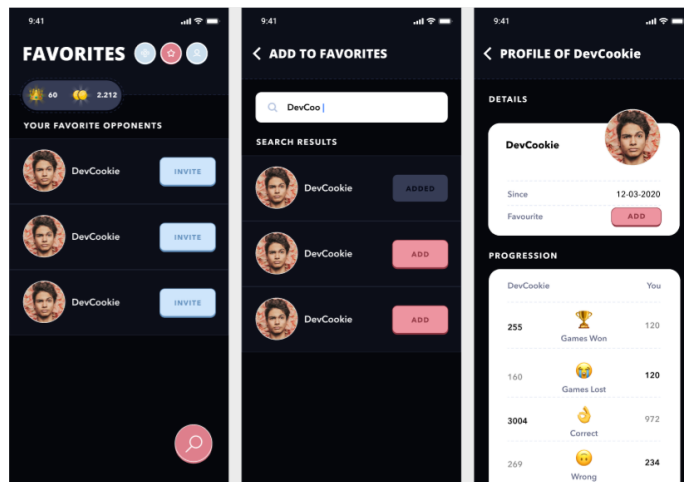 9:41
FAVORITES
60 2.212
YOUR FAVORITE OPPONENTS
DevCookie INVITE
DevCookie INVITE
DevCookie INVITE
9:41
ADD TO FAVORITES
DevCoo
SEARCH RESULTS
DevCookie ADDED
DevCookie ADD
DevCookie ADD
9:41
PROFILE OF DevCookie
DETAILS
DevCookie
Since 12-03-2020
Favourite ADD
PROGRESSION
DevCookie You
255 120
Games Won
160 120
Games Lost
3004 972
Correct
269 234
Wrong